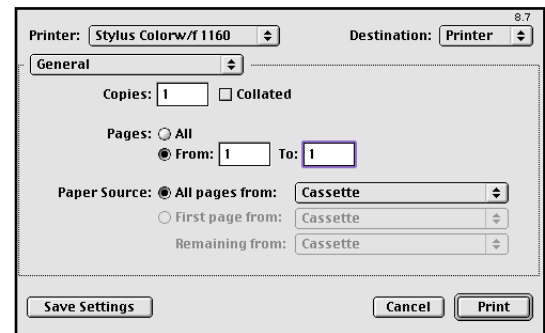 8.7
Printer: Stylus Colorw/f 1160 Destination: Printer
General
Copies: 1 Collated
Pages: All
From: 1 To: 1
Paper Source: All pages from: Cassette
First page from: Cassette
Remaining from: Cassette
Save Settings Cancel Print